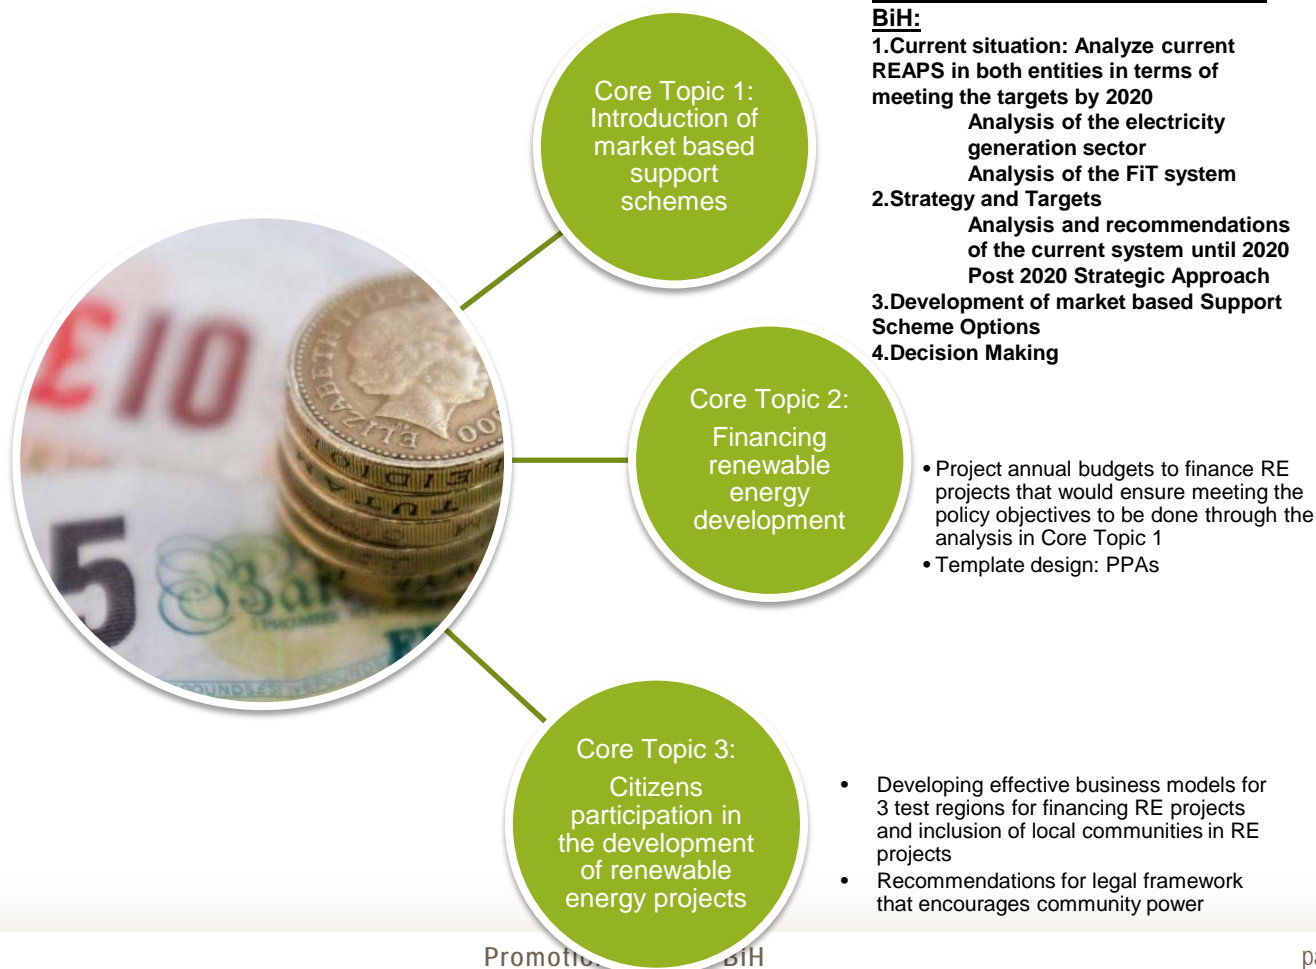 BiH:
1.Current situation: Analyze current
REAPS in both entities in terms of
meeting the targets by 2020
Analysis of the electricity
generation sector
Analysis of the FiT system
2.Strategy and Targets
Analysis and recommendations
of the current system until 2020
Post 2020 Strategic Approach
3.Development of market based Support
Scheme Options
4.Decision Making
Core Topic 1:
Introduction of
market based
support
schemes
Core Topic 2:
Financing
renewable
energy
development
• Project annual budgets to finance RE
projects that would ensure meeting the
policy objectives to be done through the
analysis in Core Topic 1
• Template design: PPAs
£10
5
ELIZABETH II
Core Topic 3:
Citizens
participation in
the development
of renewable
energy projects
• Developing effective business models for
3 test regions for financing RE projects
and inclusion of local communities in RE
projects
• Recommendations for legal framework
that encourages community power
BiH